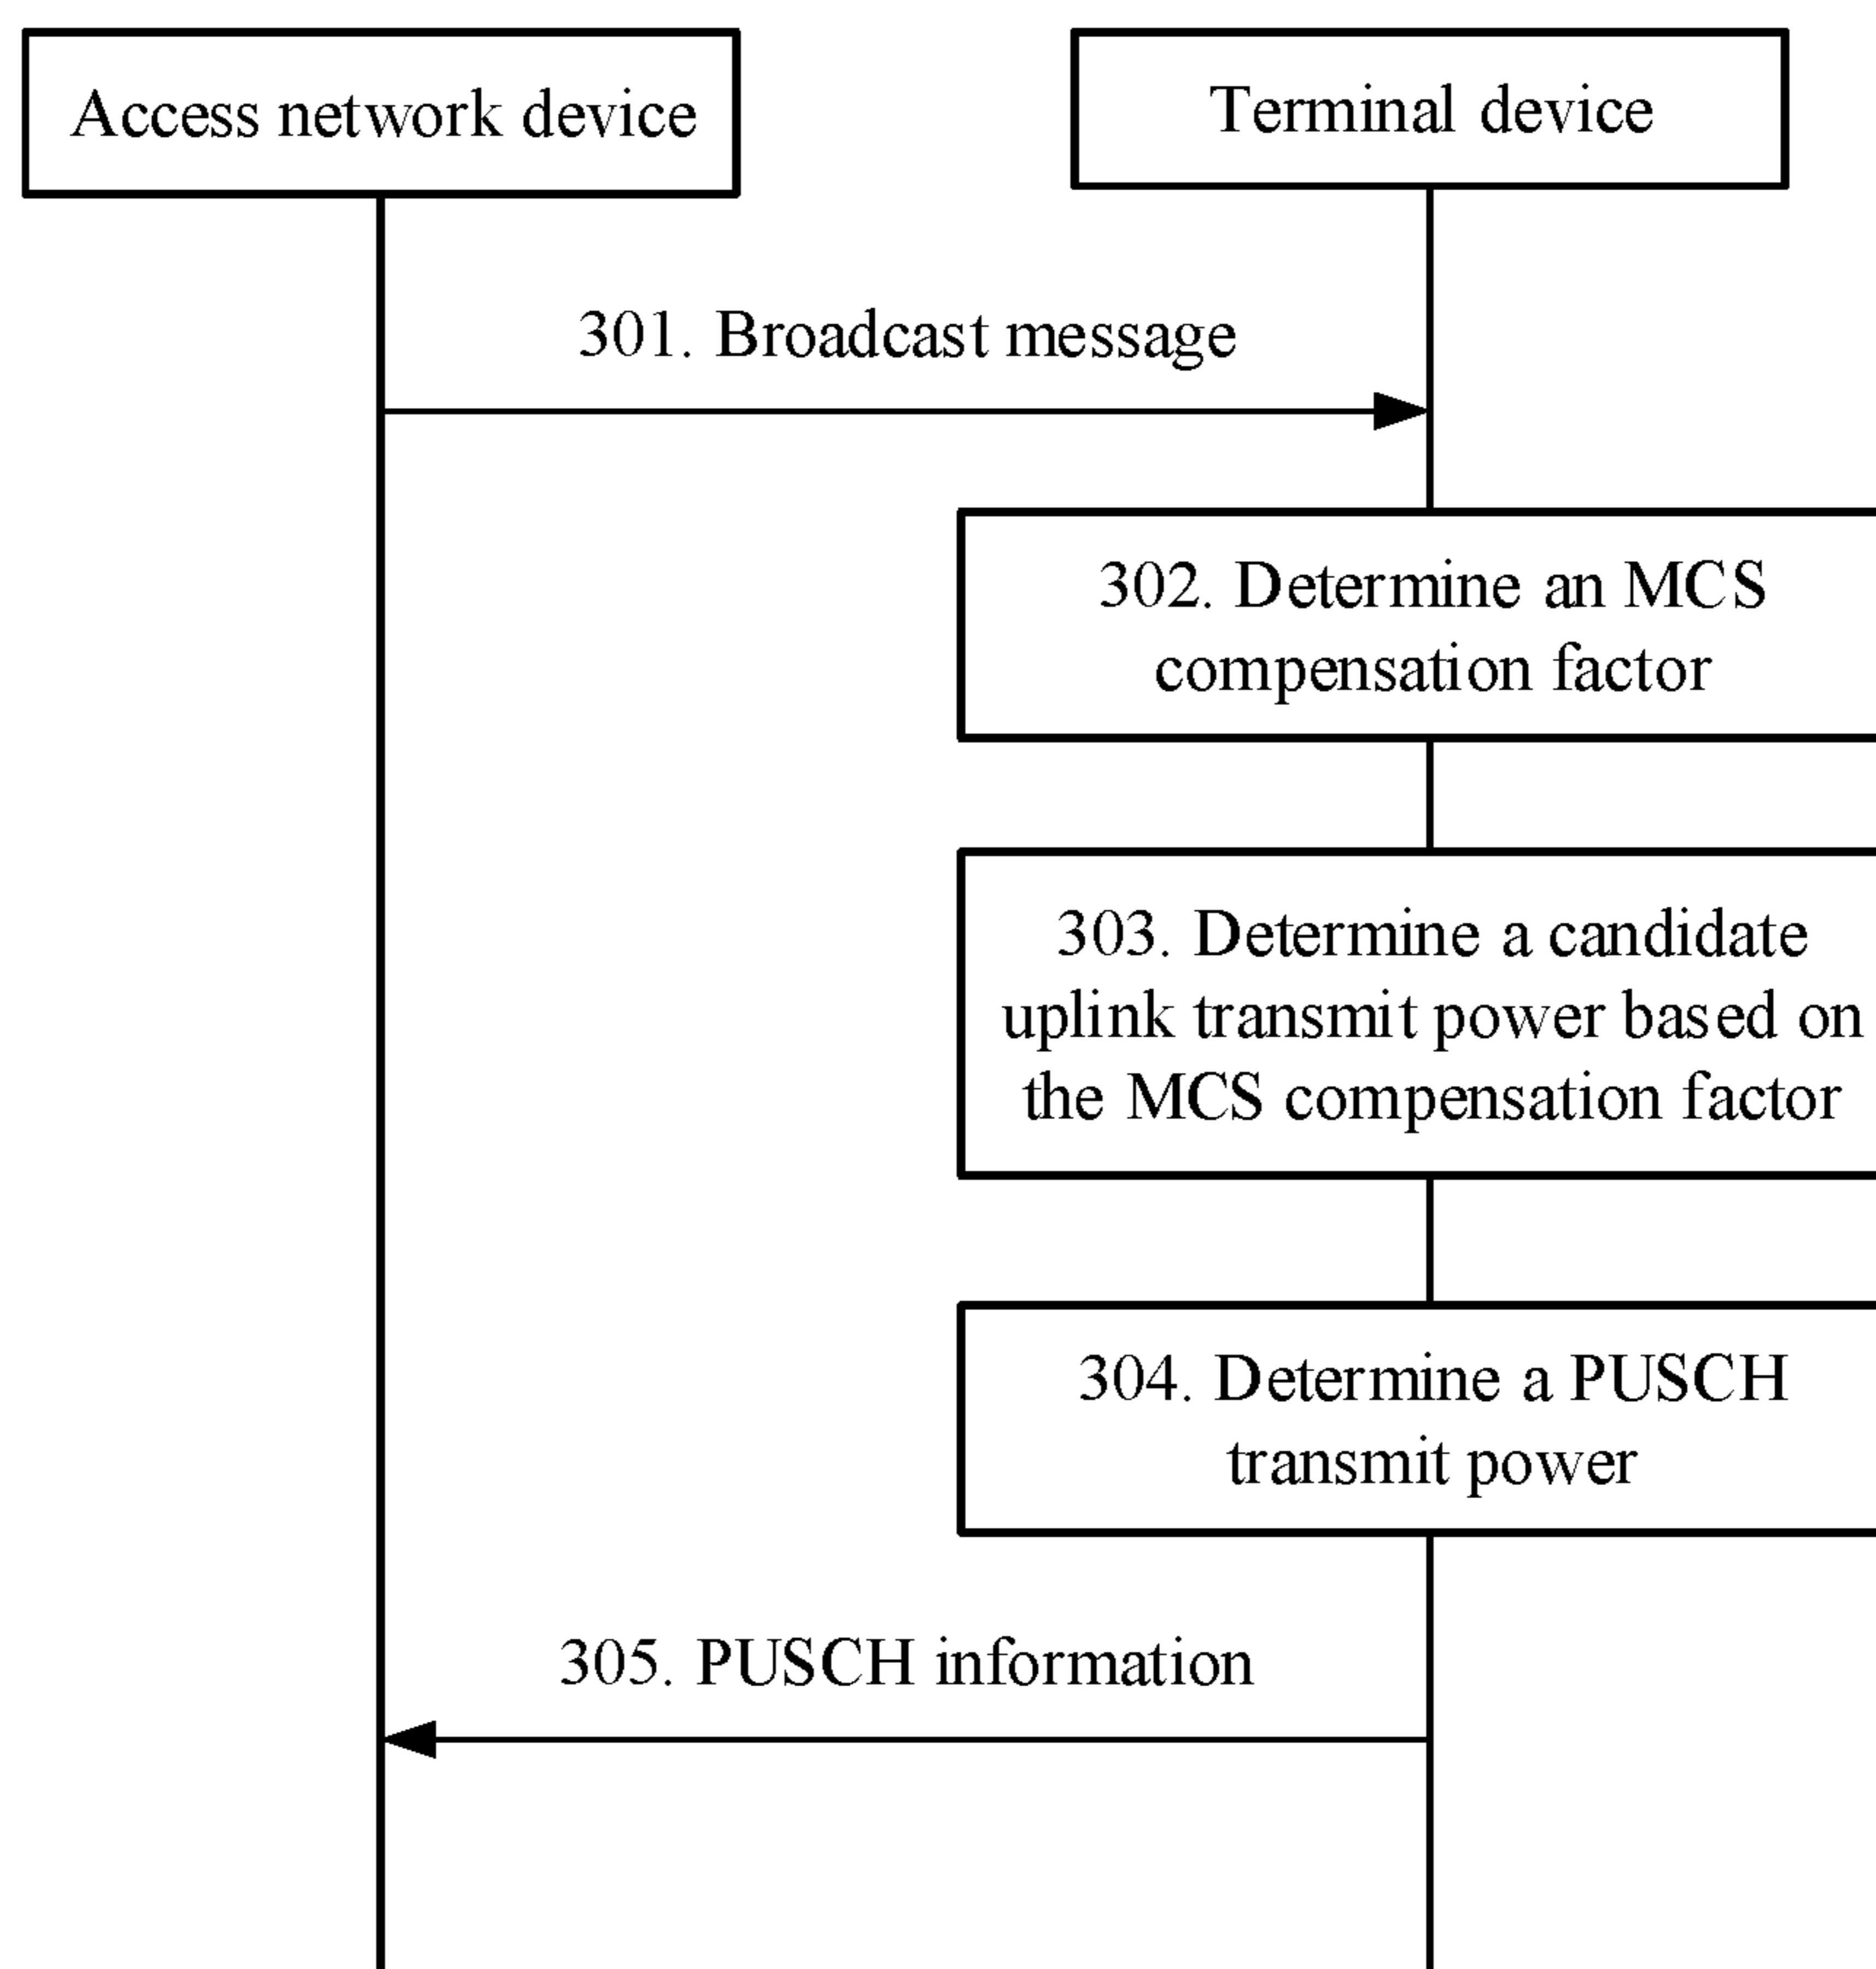 Access network device
Terminal device
301. Broadcast message
302. Determine an MCS
compensation factor
303. Determine a candidate
uplink transmit power based on
the MCS compensation factor
304. Determine a PUSCH
transmit power
305. PUSCH information